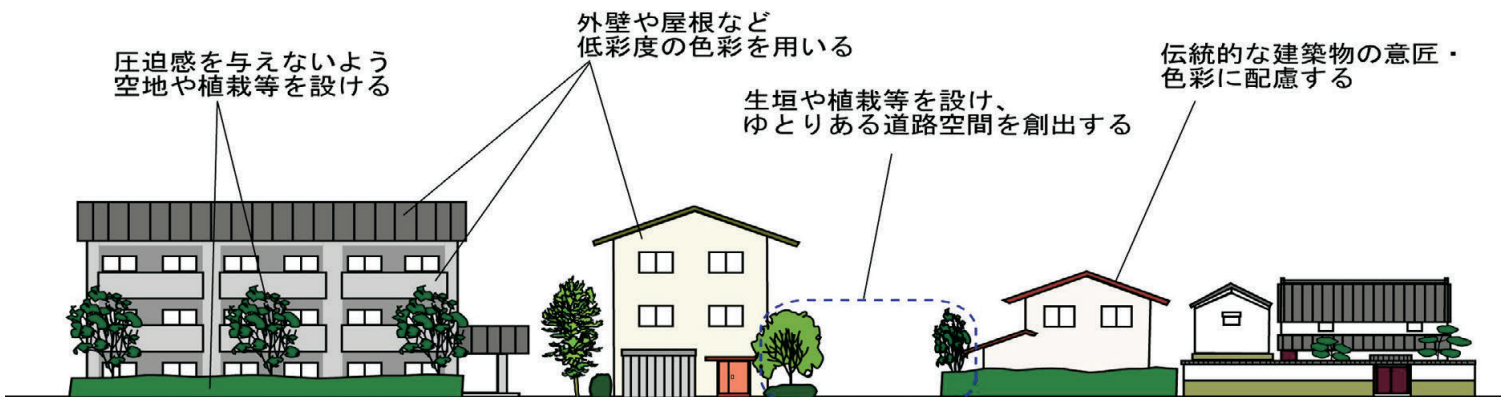 圧迫感を与えないよう
空地や植栽等を設ける
外壁や屋根など
低彩度の色彩を用いる
生垣や植栽等を設け、
ゆとりある道路空間を創出する
伝統的な建築物の意匠・
色彩に配慮する